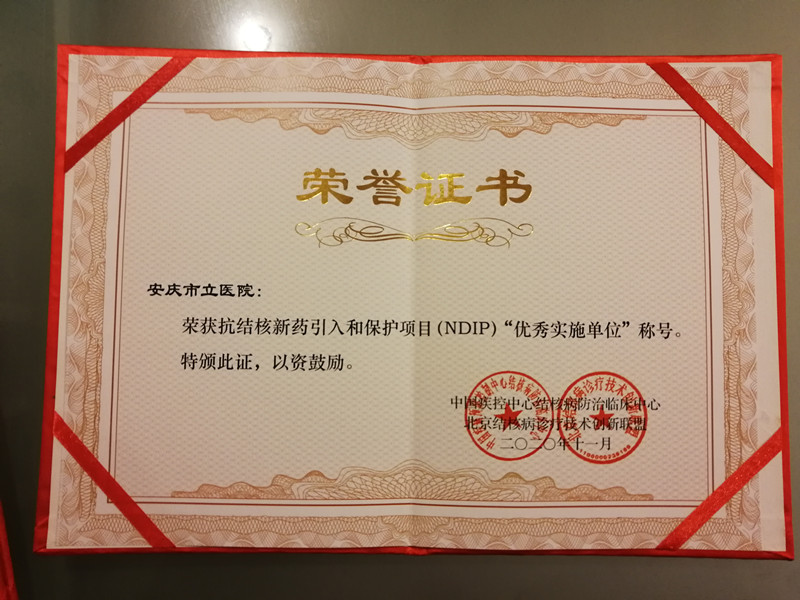 荣誉证书
安庆市立医院：
荣获抗结核新药引入和保护项目(NDIP)“优秀实施单位”称号。
特颁此证，以资鼓励。
中国疾控中心结核病防治临床中心
北京结核病诊疗技术创新联盟
二〇二〇年十一月